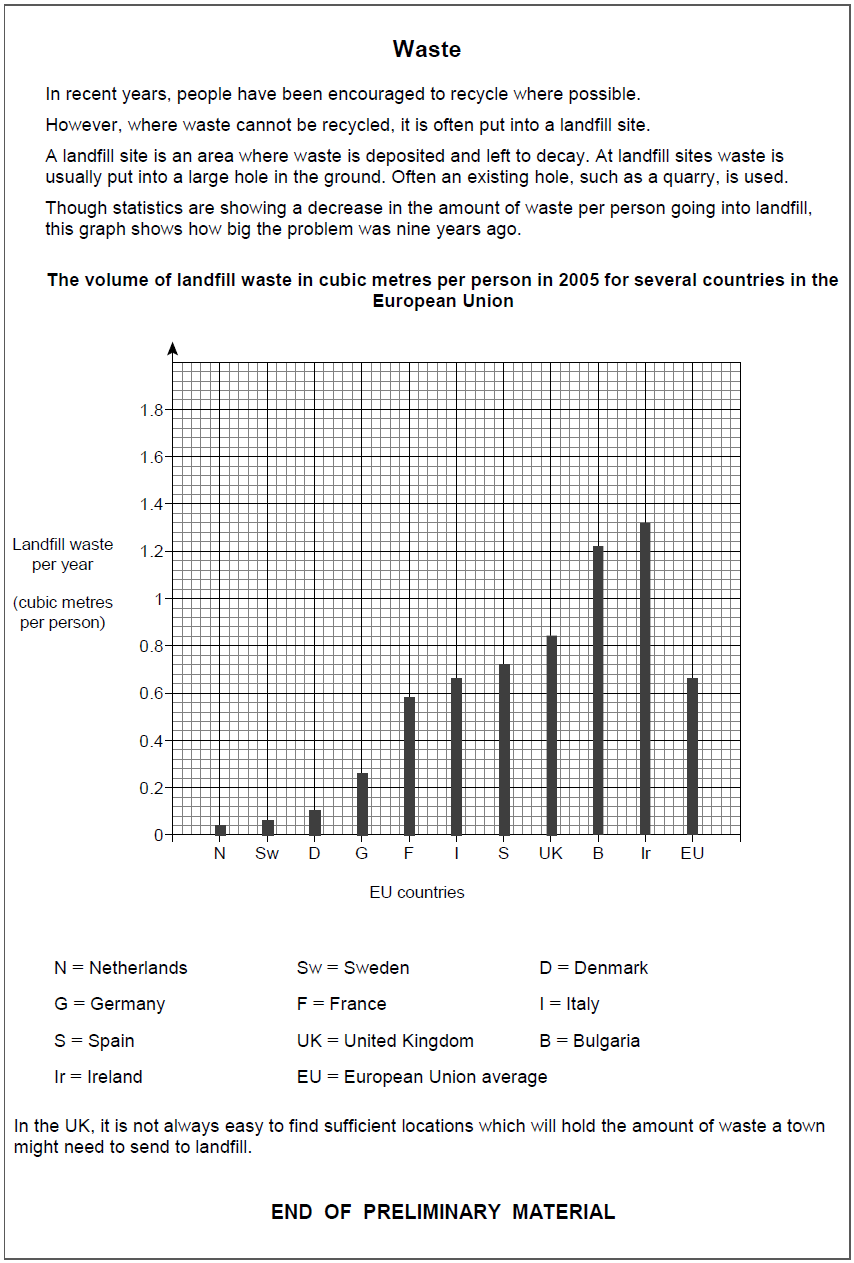 Waste
In recent years, people have been encouraged to recycle where possible.
However, where waste cannot be recycled, it is often put into a landfill site.
A landfill site is an area where waste is deposited and left to decay. At landfill sites waste is
usually put into a large hole in the ground. Often an existing hole, such as a quarry, is used.
Though statistics are showing a decrease in the amount of waste per person going into landfill,
this graph shows how big the problem was nine years ago.
The volume of landfill waste in cubic metres per person in 2005 for several countries in the
European Union
1.8
1.6
1.4
1.2
1
0.8
0.6
0.4
0.2
0
Landfill waste
per year
(cubic metres
per person)
N Sw D G F I S UK B Ir EU
EU countries
N = Netherlands Sw = Sweden D = Denmark
G = Germany F = France I = Italy
S = Spain UK = United Kingdom B = Bulgaria
Ir = Ireland EU = European Union average
In the UK, it is not always easy to find sufficient locations which will hold the amount of waste a town
might need to send to landfill.
END OF PRELIMINARY MATERIAL